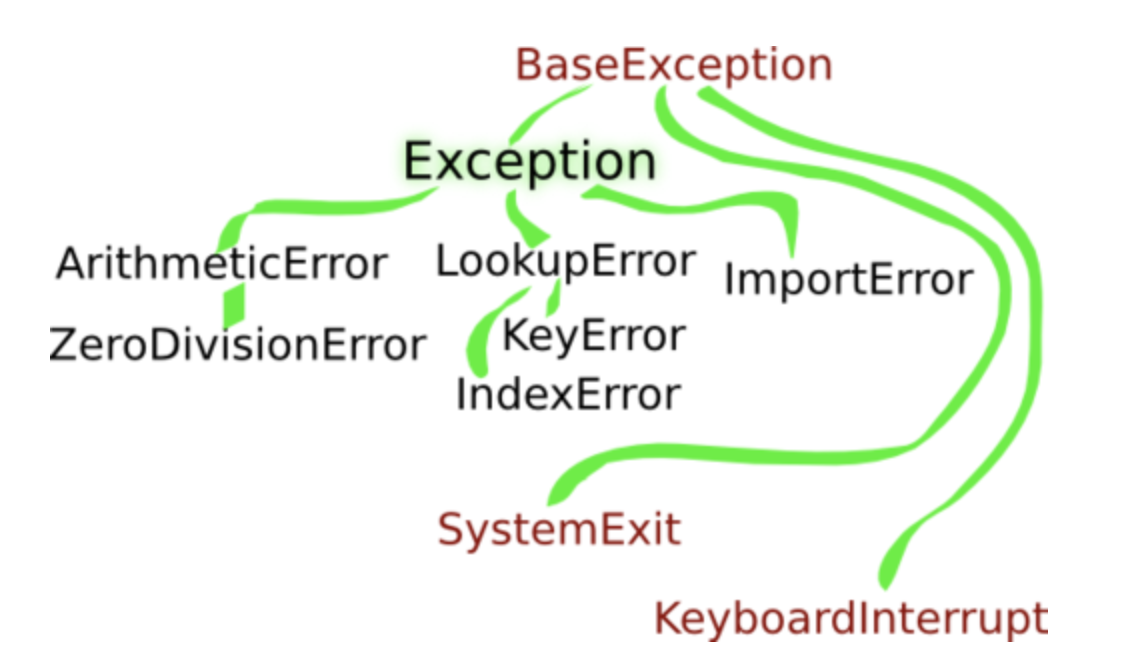 BaseException
Exception
ArithmeticError
LookupError
ImportError
ZeroDivisionError
KeyError
IndexError
SystemExit
KeyboardInterrupt